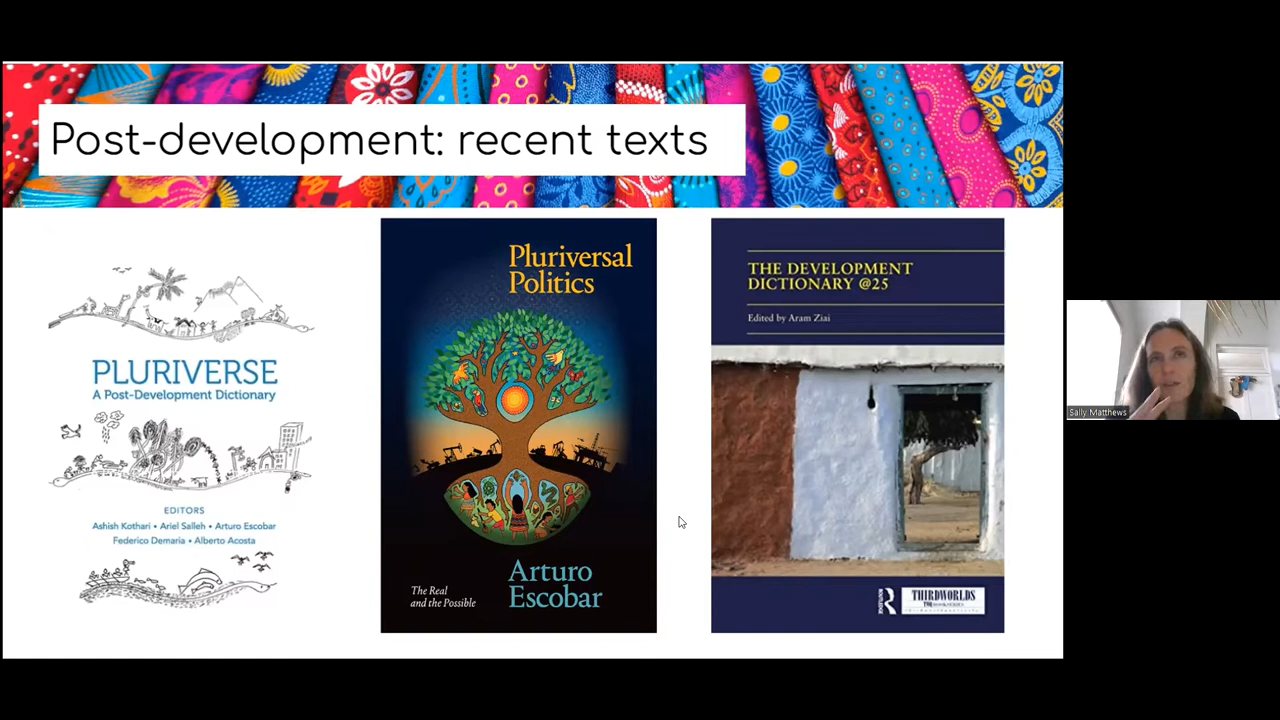 Post-development: recent texts
PLURIVERSE
A Post-Development Dictionary
EDITORS
Ashish Kothari • Ariel Salleh • Arturo Escobar
Federico Demaria • Alberto Acosta
Pluriversal
Politics
The Real
and the Possible
Arturo
Escobar
THE DEVELOPMENT
DICTIONARY @25
Edited by Aram Ziai
R
ROUTLEDGE
THIRDWORLDS
Sally Matthews